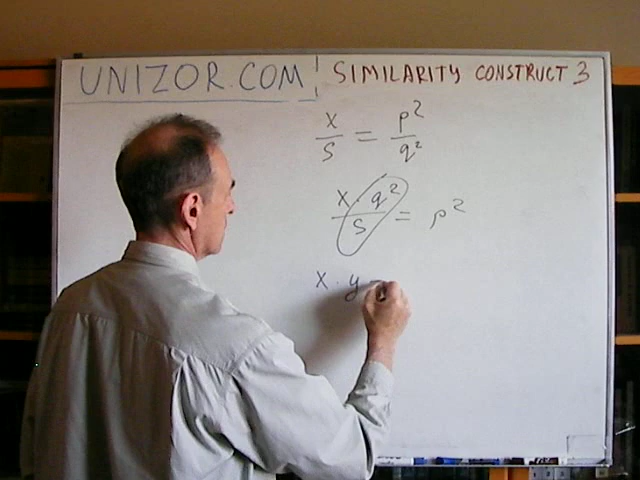 UNIZOR.COM | SIMILARITY CONSTRUCT 3
x/s = p²/q²
x · q²/s = p²
x · y =